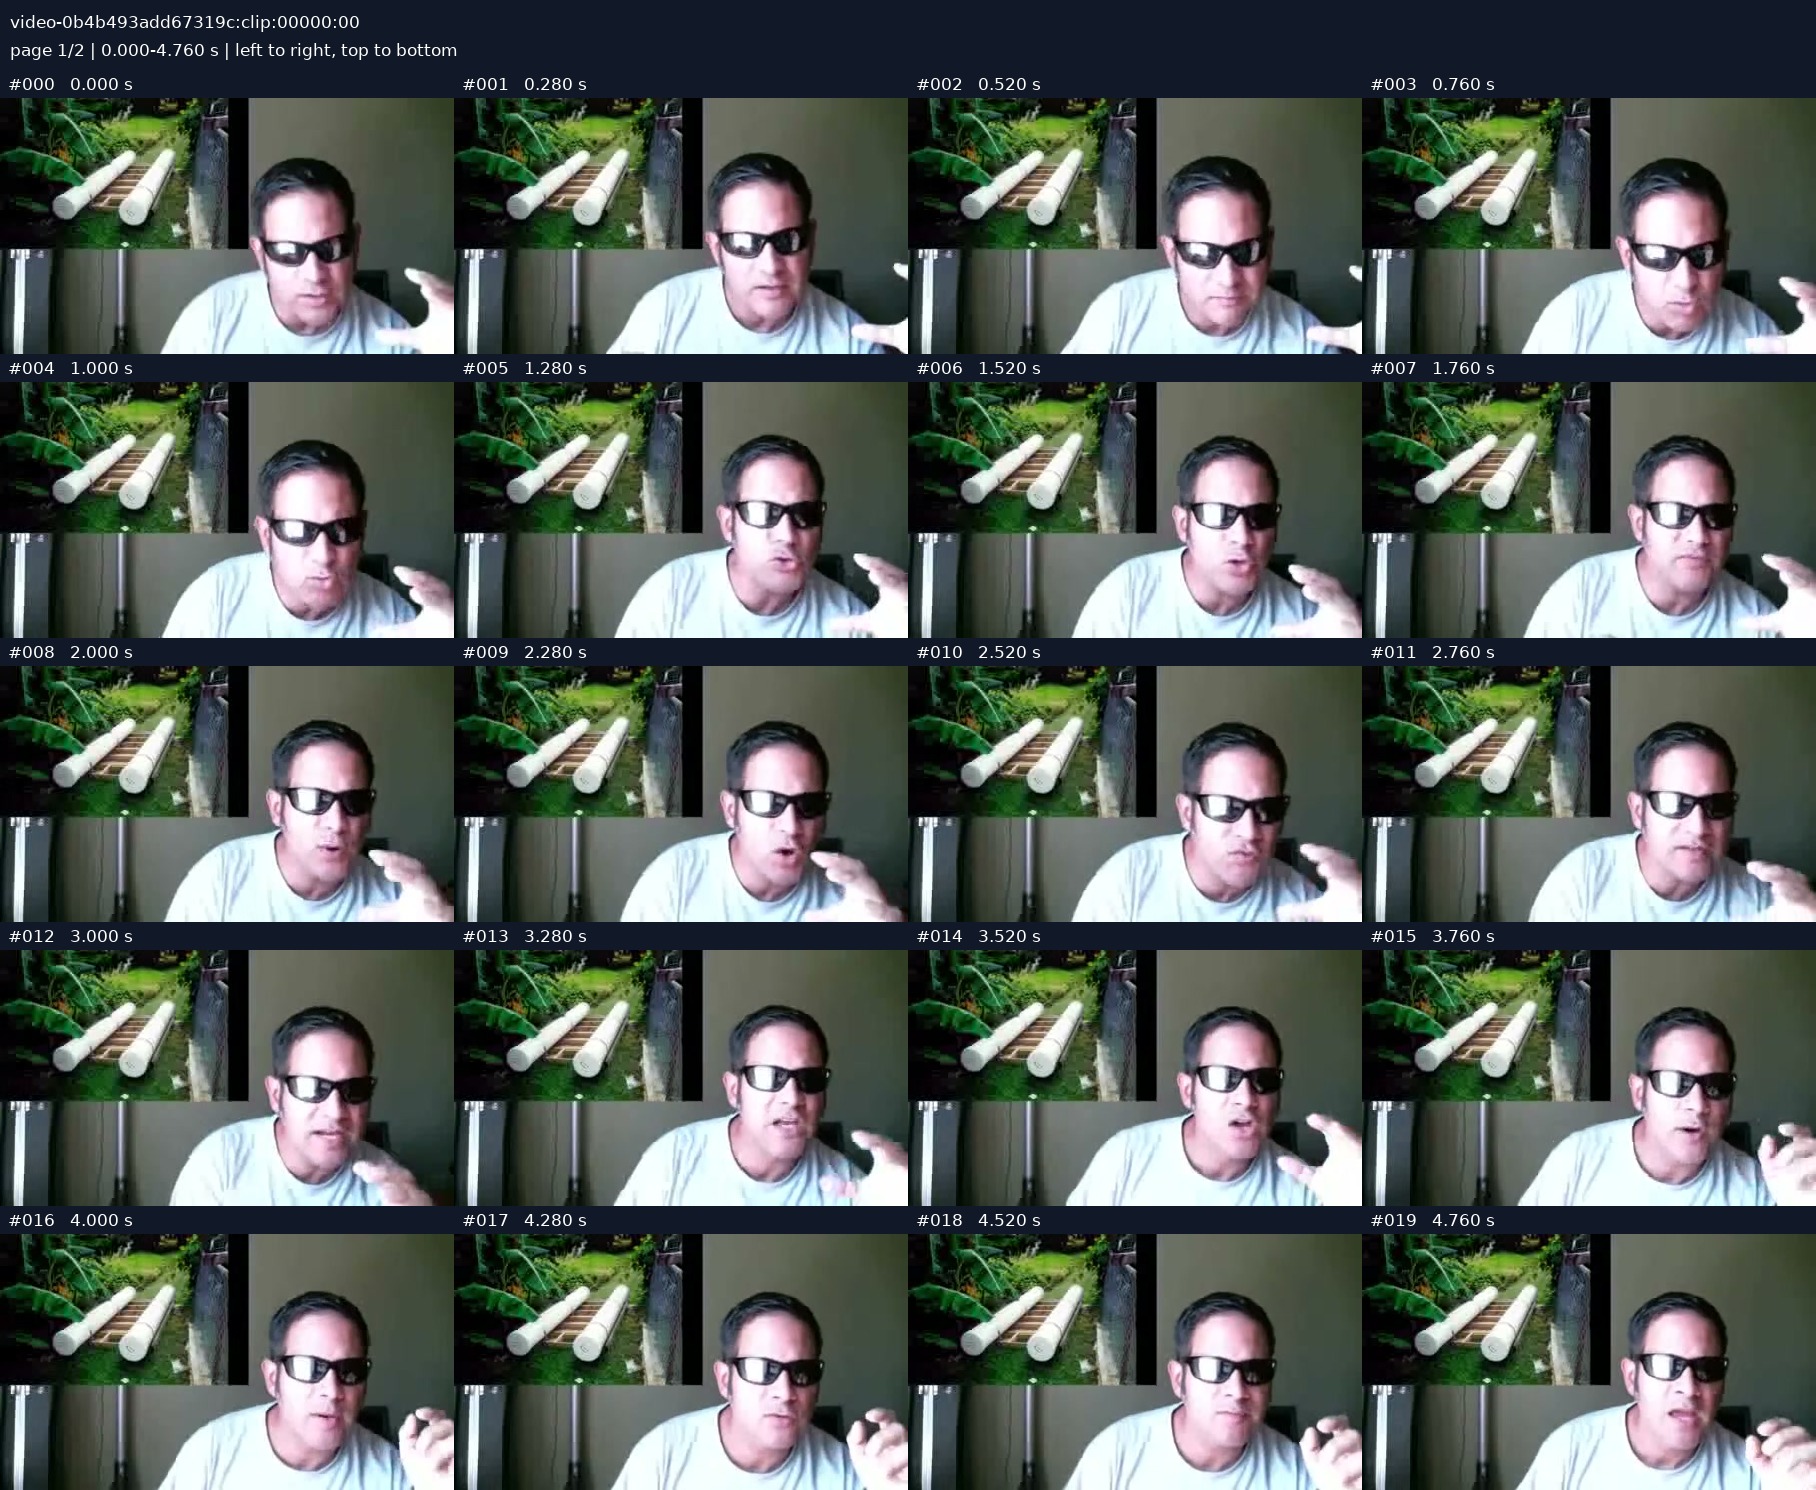 video-0b4b493add67319c:clip:00000:00
page 1/2 | 0.000-4.760 s | left to right, top to bottom
#000 0.000 s
#001 0.280 s
#002 0.520 s
#003 0.760 s
#004 1.000 s
#005 1.280 s
#006 1.520 s
#007 1.760 s
#008 2.000 s
#009 2.280 s
#010 2.520 s
#011 2.760 s
#012 3.000 s
#013 3.280 s
#014 3.520 s
#015 3.760 s
#016 4.000 s
#017 4.280 s
#018 4.520 s
#019 4.760 s